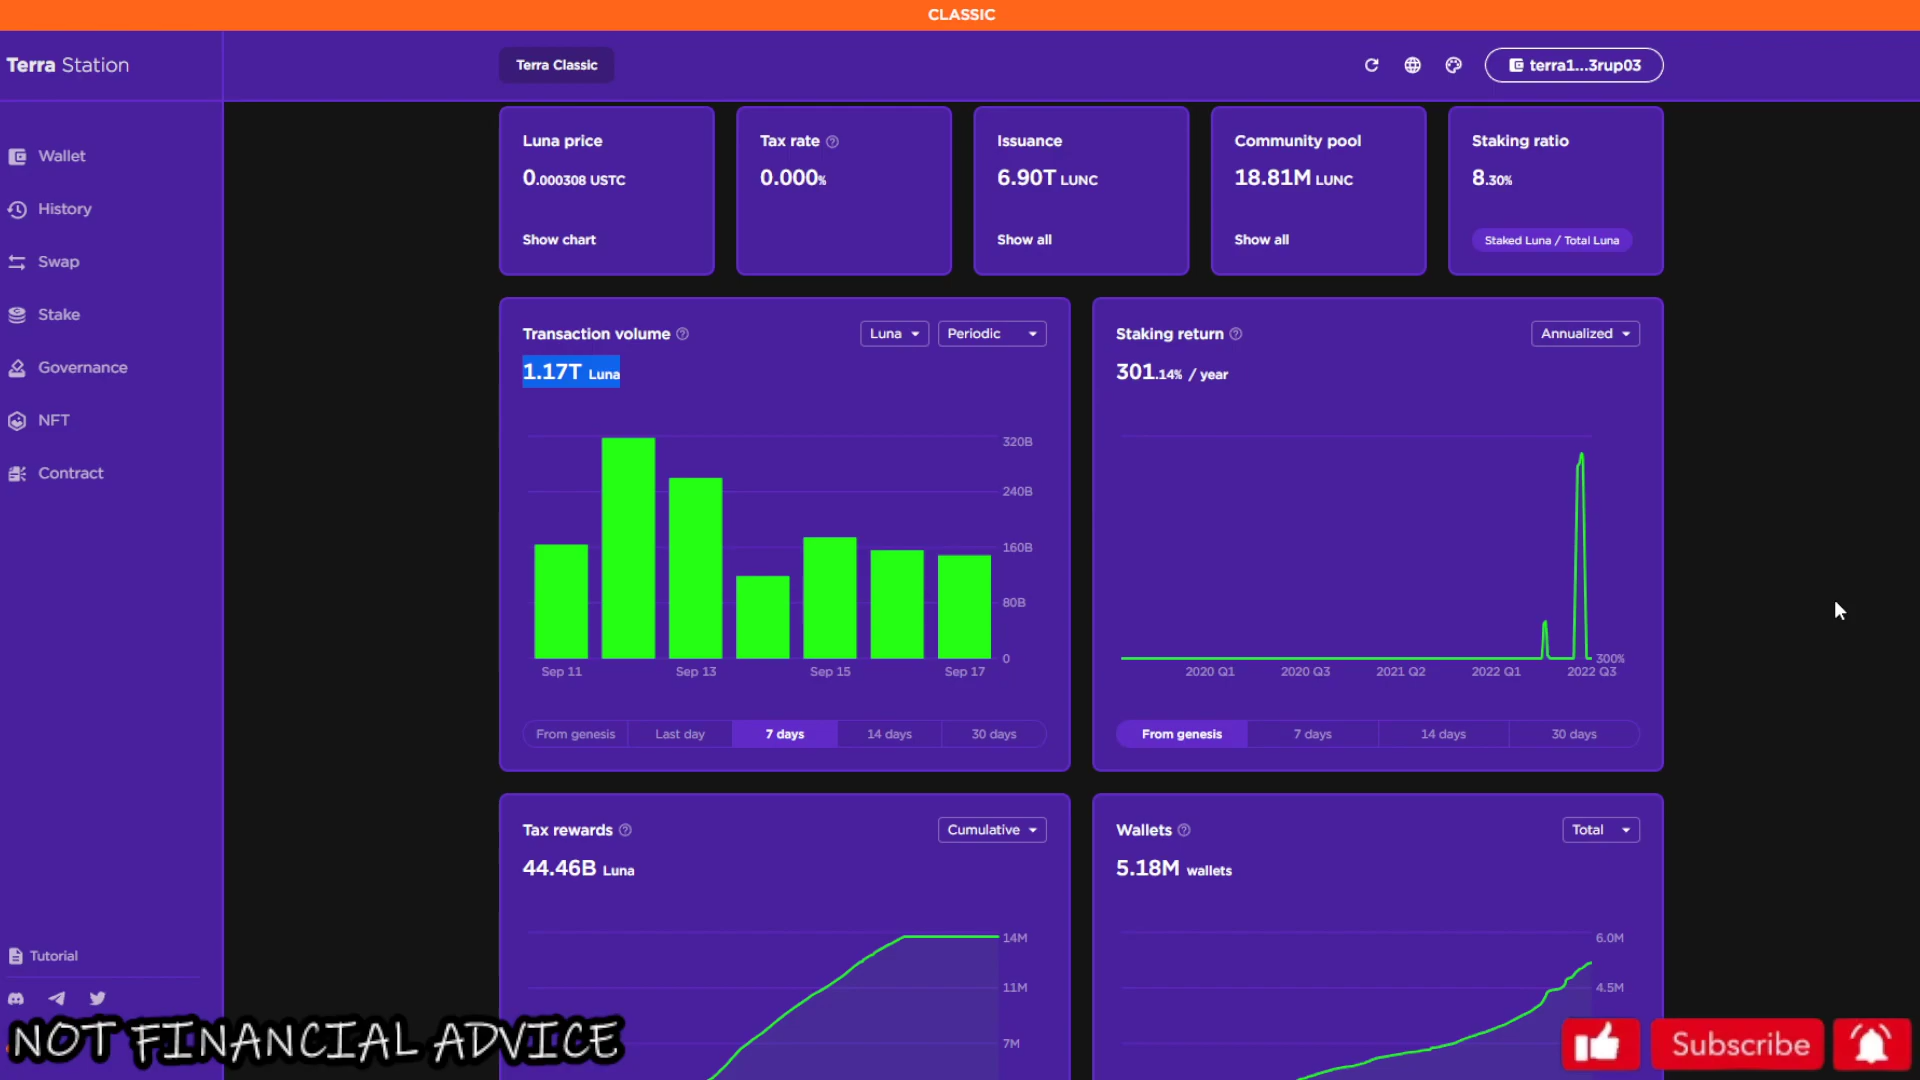 CLASSIC
Terra Station
Terra Classic
terra1...3rup03
Wallet
History
Swap
Stake
Governance
NFT
Contract
Tutorial
Luna price
0.000308 USTC
Show chart
Tax rate
0.000%
Issuance
6.90T LUNC
Show all
Community pool
18.81M LUNC
Show all
Staking ratio
8.30%
Staked Luna / Total Luna
Transaction volume
Luna
Periodic
1.17T Luna
320B
240B
160B
80B
0
Sep 11
Sep 13
Sep 15
Sep 17
From genesis
Last day
7 days
14 days
30 days
Staking return
Annualized
301.14% / year
300%
2020 Q1
2020 Q3
2021 Q2
2022 Q1
2022 Q3
From genesis
7 days
14 days
30 days
Tax rewards
Cumulative
44.46B Luna
14M
11M
7M
Wallets
Total
5.18M wallets
6.0M
4.5M
NOT FINANCIAL ADVICE
Subscribe